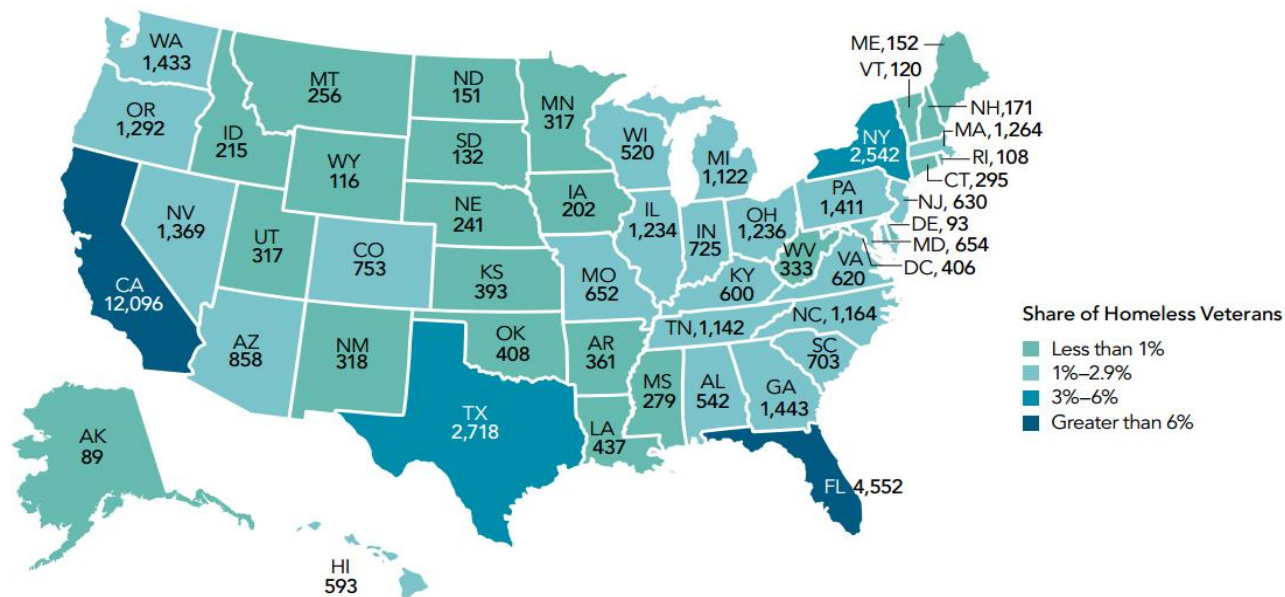 WA
1,433
OR
1,292
CA
12,096
NV
1,369
ID
215
MT
256
WY
116
UT
317
AZ
858
CO
753
NM
318
ND
151
SD
132
NE
241
KS
393
OK
408
TX
2,718
MN
317
IA
202
MO
652
AR
361
LA
437
WI
520
IL
1,234
MI
1,122
IN
725
OH
1,236
KY
600
TN, 1,142
MS
279
AL
542
GA
1,443
FL 4,552
SC
703
NC, 1,164
VA
620
WV
333
PA
1,411
NY
2,542
ME, 152
VT, 120
NH, 171
MA, 1,264
RI, 108
CT, 295
NJ, 630
DE, 93
MD, 654
DC, 406
AK
89
HI
593
Share of Homeless Veterans
Less than 1%
1%–2.9%
3%–6%
Greater than 6%